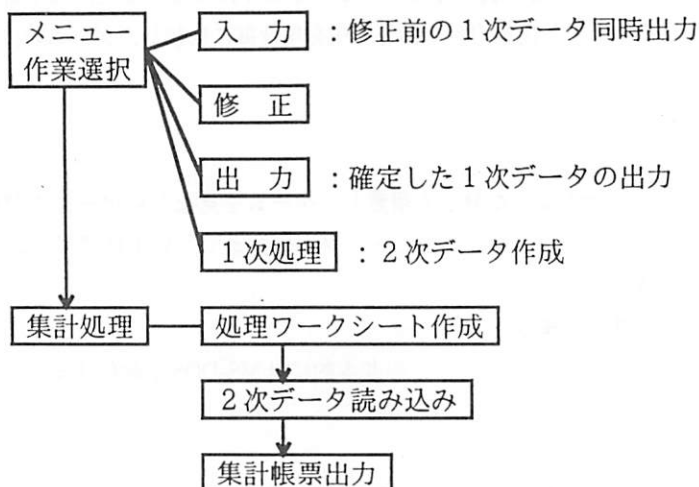 メニュー
作業選択
入 力 :修正前の1次データ同時出力
修 正
出 力 :確定した1次データの出力
1次処理 :2次データ作成
集計処理 処理ワークシート作成
2次データ読み込み
集計帳票出力